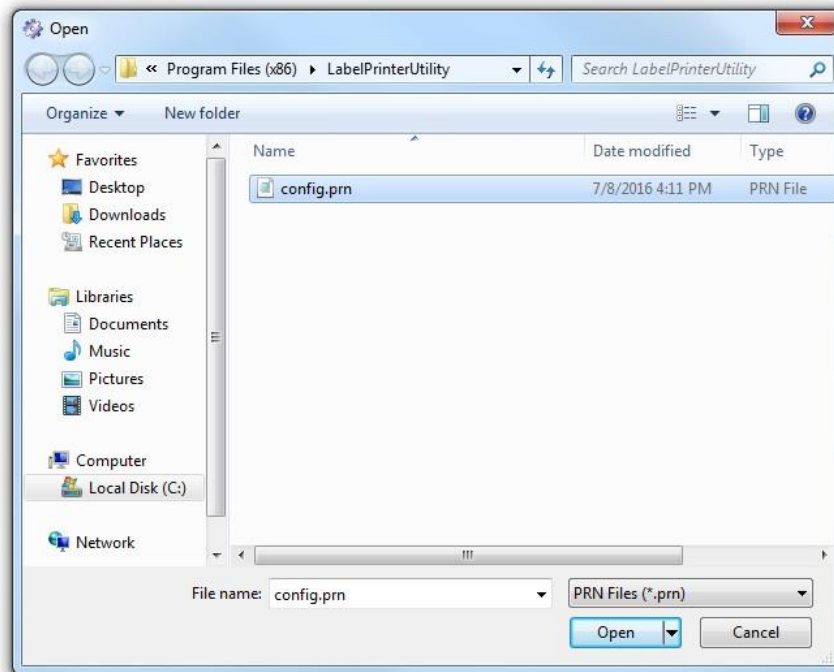 Open
« Program Files (x86) ▸ LabelPrinterUtility
Search LabelPrinterUtility
Organize
New folder
Favorites
Desktop
Downloads
Recent Places
Libraries
Documents
Music
Pictures
Videos
Computer
Local Disk (C:)
Network
Name Date modified Type
config.prn 7/8/2016 4:11 PM PRN File
File name: config.prn
PRN Files (*.prn)
Open
Cancel